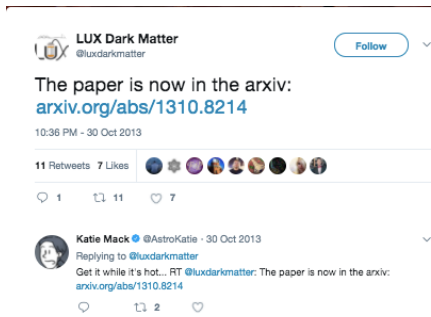 LUX Dark Matter
@luxdarkmatter
Follow
The paper is now in the arxiv:
arxiv.org/abs/1310.8214
10:36 PM - 30 Oct 2013
11 Retweets 7 Likes
1 11 7
Katie Mack @AstroKatie · 30 Oct 2013
Replying to @luxdarkmatter
Get it while it's hot... RT @luxdarkmatter: The paper is now in the arxiv:
arxiv.org/abs/1310.8214
2